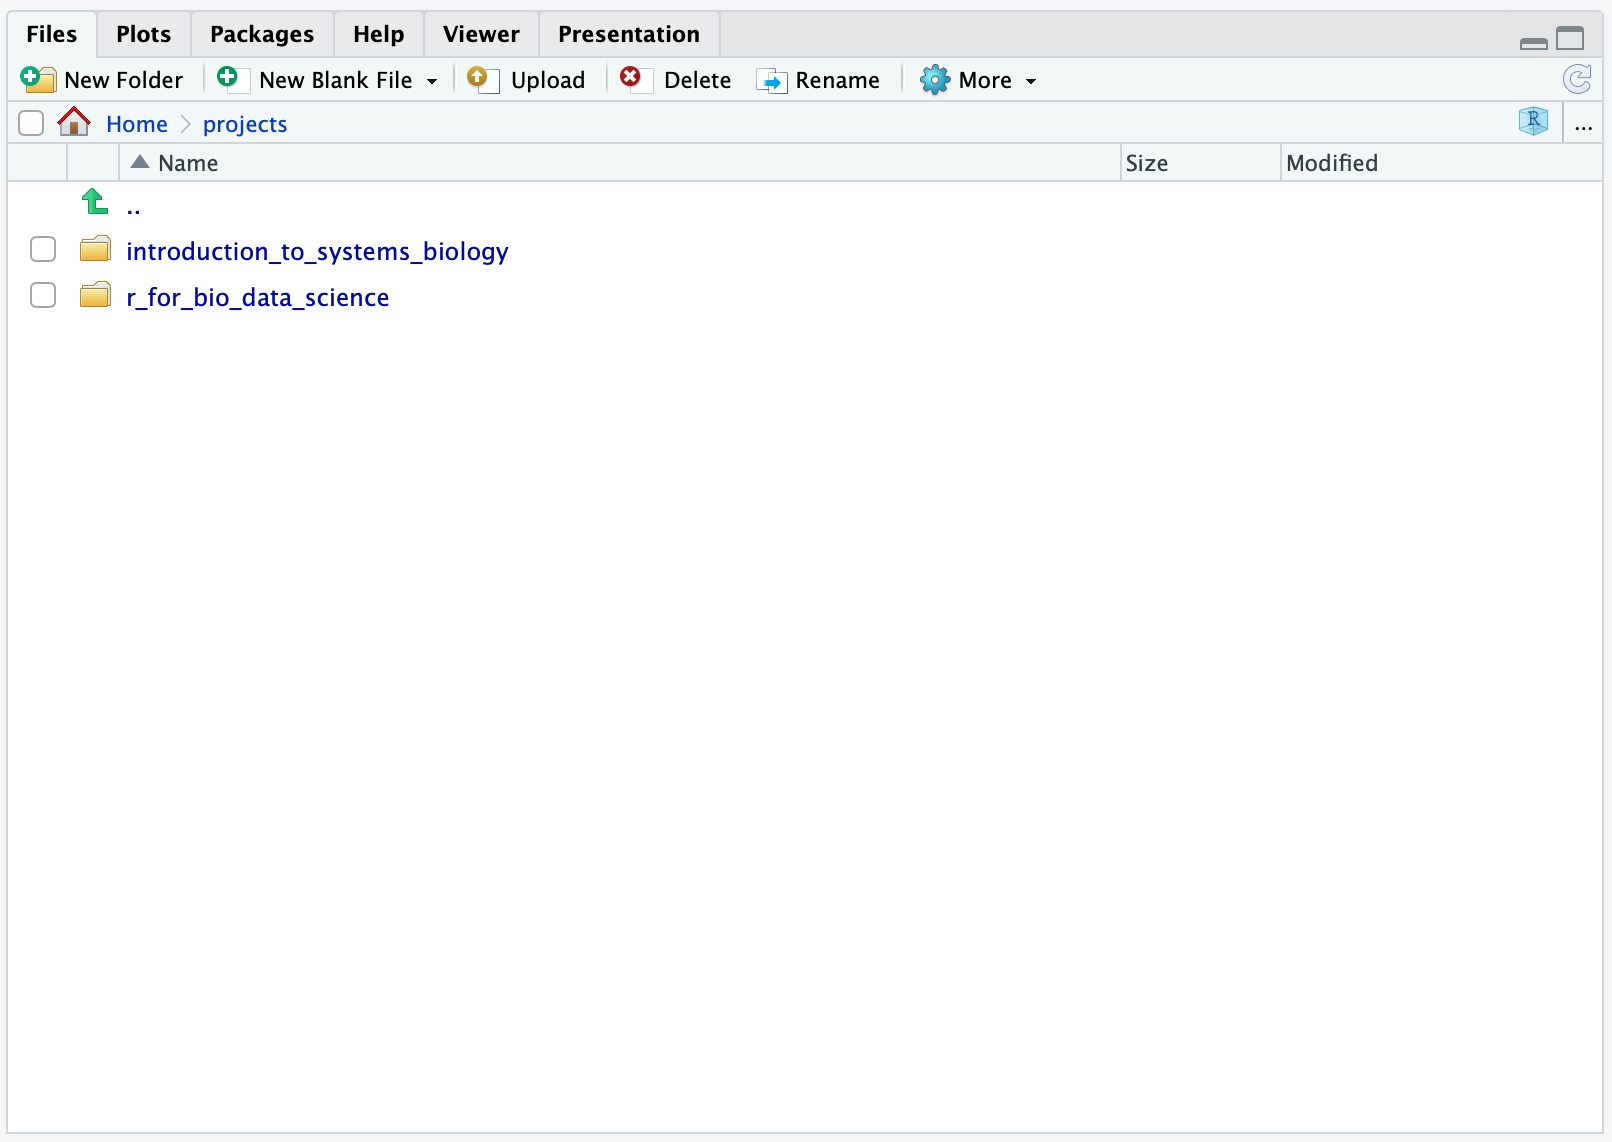 Files Plots Packages Help Viewer Presentation
New Folder New Blank File Upload Delete Rename More
Home projects R ...
Name Size Modified
..
introduction_to_systems_biology
r_for_bio_data_science